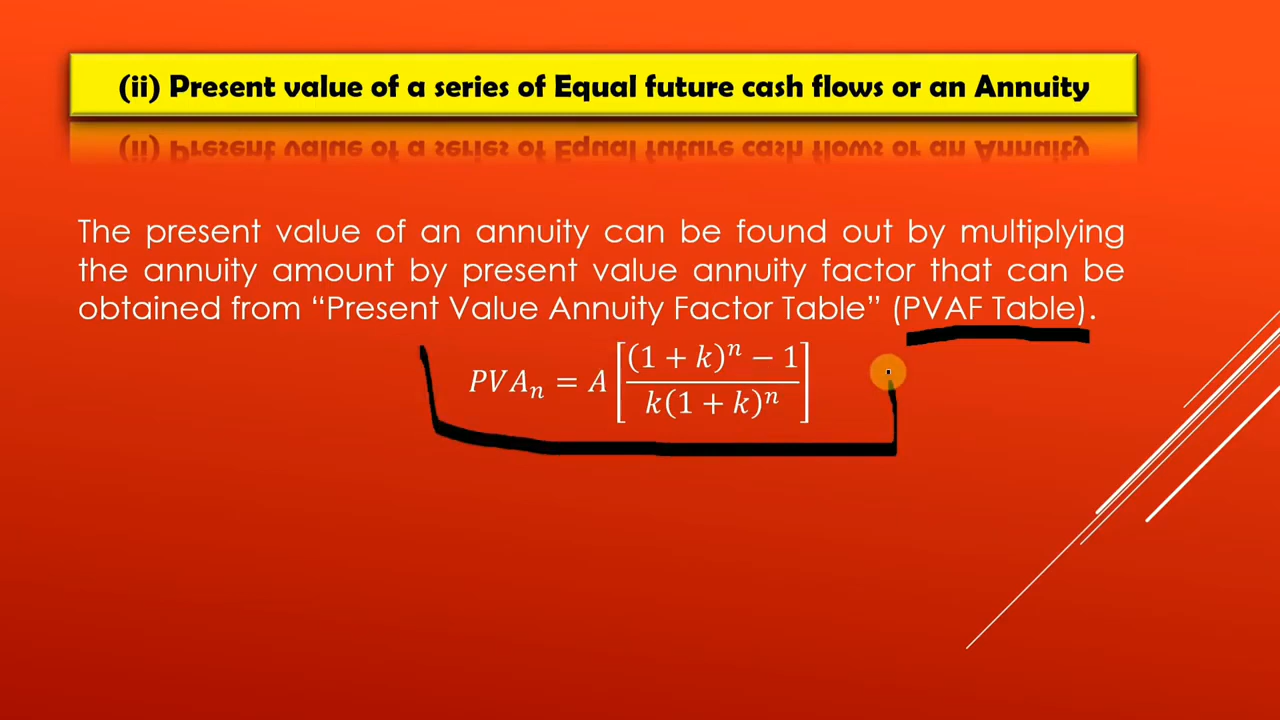 (ii) Present value of a series of Equal future cash flows or an Annuity
The present value of an annuity can be found out by multiplying
the annuity amount by present value annuity factor that can be
obtained from “Present Value Annuity Factor Table” (PVAF Table).
PVAₙ = A [((1 + k)ⁿ − 1) / (k(1 + k)ⁿ)]